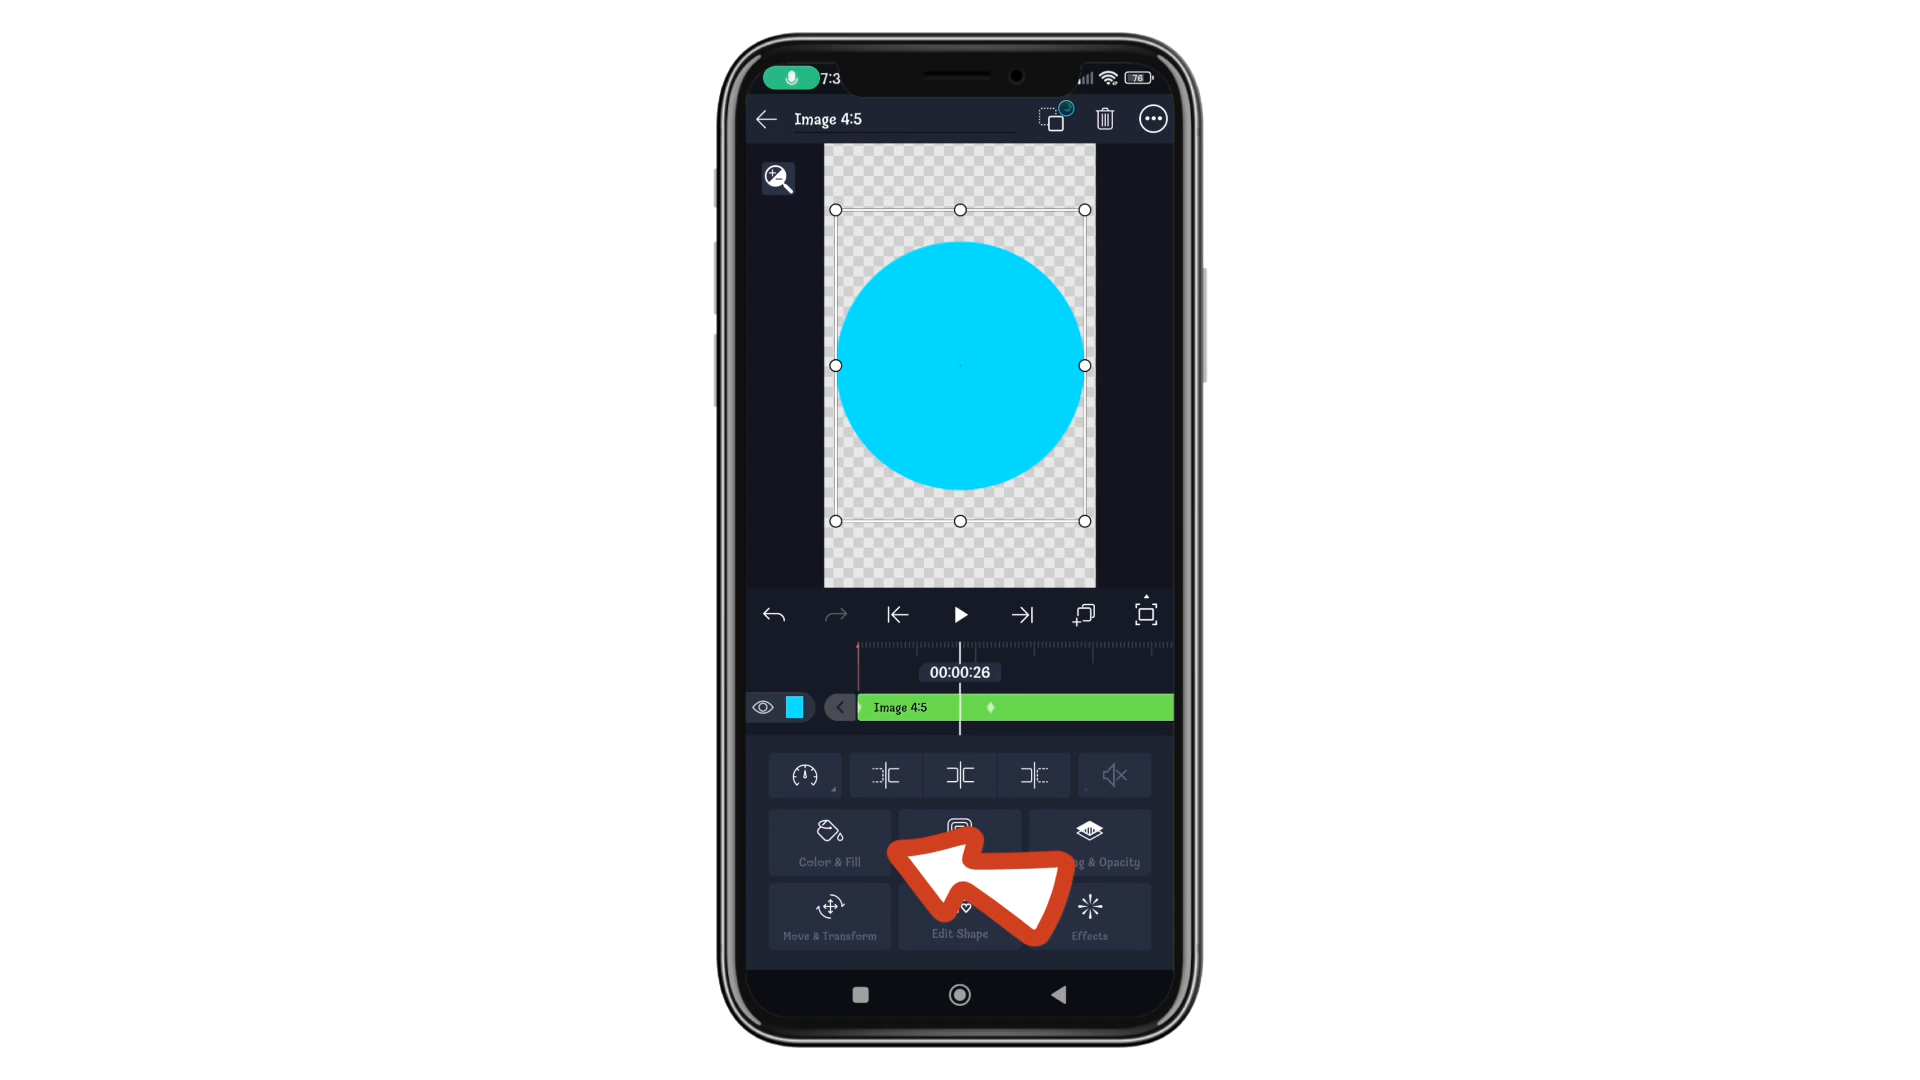 7:3
76
Image 4:5
00:00:26
Image 4:5
Color & Fill
g & Opacity
Move & Transform
Edit Shape
Effects